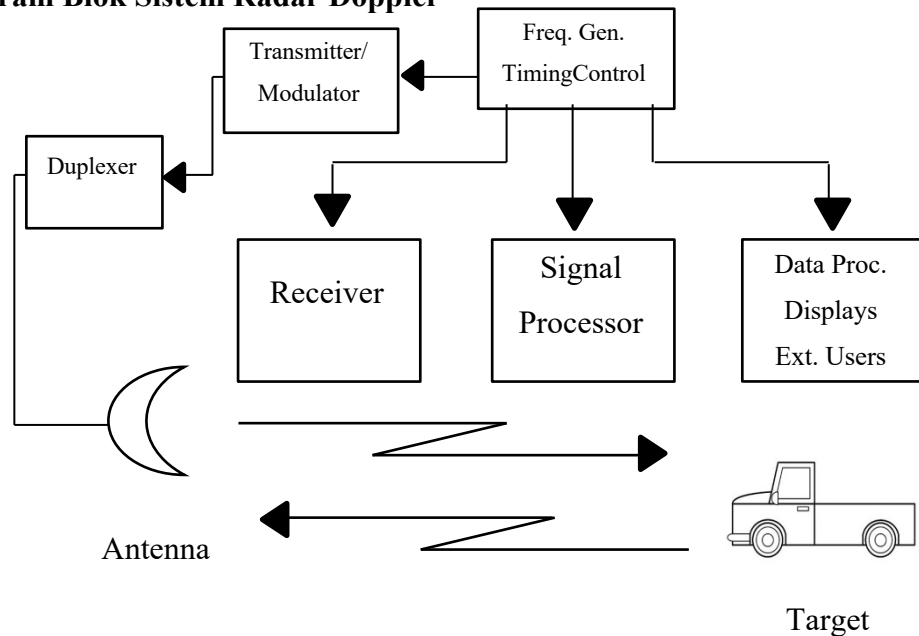 Blok Sistem Radar Doppler
Freq. Gen.
TimingControl
Transmitter/
Modulator
Duplexer
Receiver
Signal
Processor
Data Proc.
Displays
Ext. Users
Antenna
Target